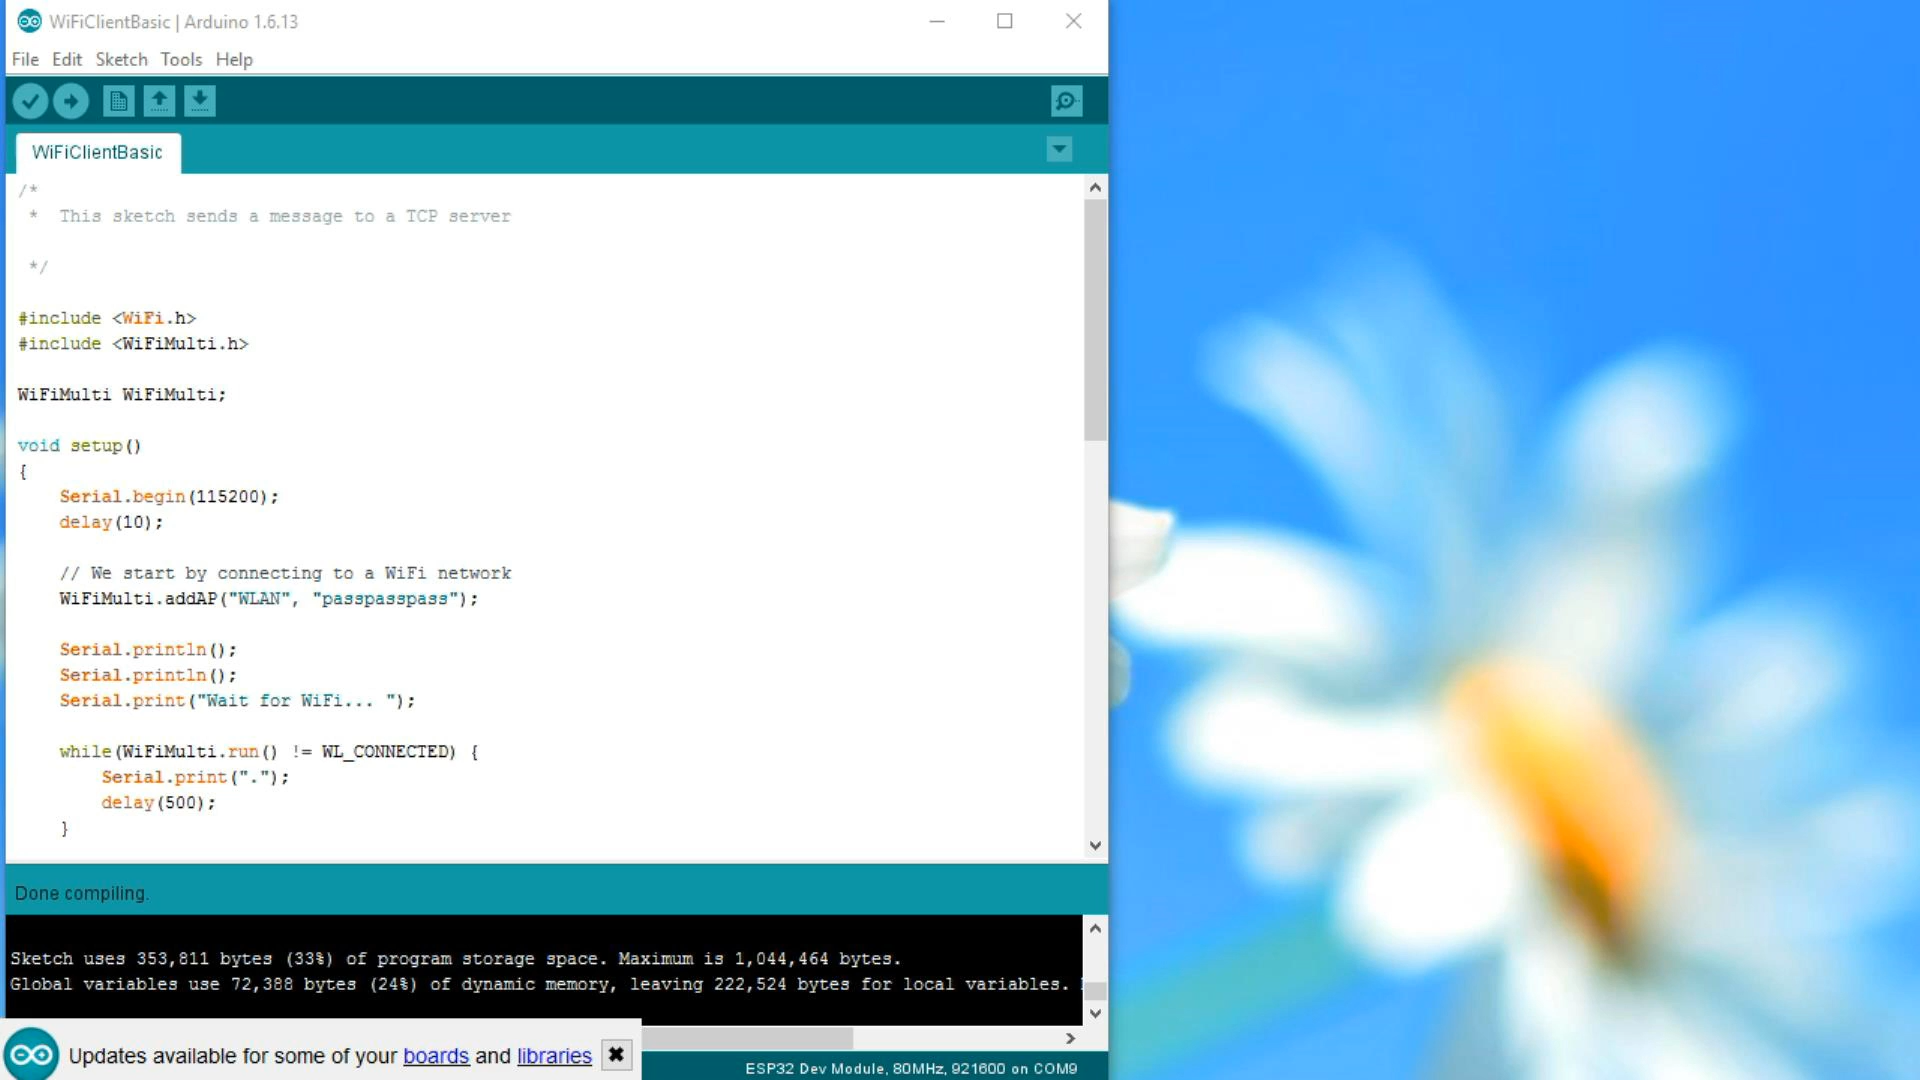 WiFiClientBasic | Arduino 1.6.13
File Edit Sketch Tools Help
WiFiClientBasic
/*
 *  This sketch sends a message to a TCP server

 */

#include <WiFi.h>
#include <WiFiMulti.h>

WiFiMulti WiFiMulti;

void setup()
{
    Serial.begin(115200);
    delay(10);

    // We start by connecting to a WiFi network
    WiFiMulti.addAP("WLAN", "passpasspass");

    Serial.println();
    Serial.println();
    Serial.print("Wait for WiFi... ");

    while(WiFiMulti.run() != WL_CONNECTED) {
        Serial.print(".");
        delay(500);
    }
Done compiling.
Sketch uses 353,811 bytes (33%) of program storage space. Maximum is 1,044,464 bytes.
Global variables use 72,388 bytes (24%) of dynamic memory, leaving 222,524 bytes for local variables.
Updates available for some of your boards and libraries
ESP32 Dev Module, 80MHz, 921600 on COM9